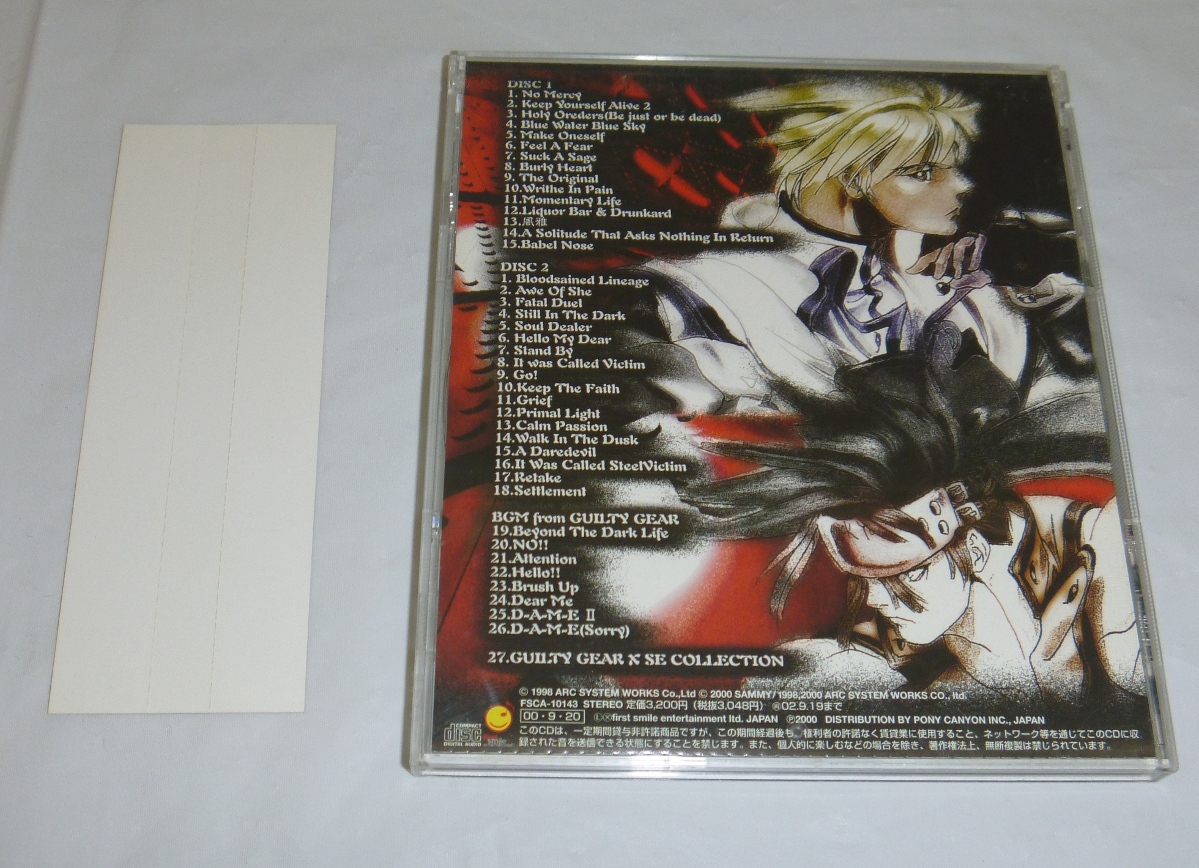 DISC 1
1. No Mercy
2. Keep Yourself Alive 2
3. Holy Oreders(Be just or be dead)
4. Blue Water Blue Sky
5. Make Oneself
6. Feel A Fear
7. Suck A Sage
8. Burly Heart
9. The Original
10.Writhe In Pain
11.Momentary Life
12.Liquor Bar & Drunkard
13.風雅
14.A Solitude That Asks Nothing In Return
15.Babel Nose
DISC 2
1. Bloodsained Lineage
2. Awe Of She
3. Fatal Duel
4. Still In The Dark
5. Soul Dealer
6. Hello My Dear
7. Stand By
8. It was Called Victim
9. Go!
10.Keep The Faith
11.Grief
12.Primal Light
13.Calm Passion
14.Walk In The Dusk
15.A Daredevil
16.It Was Called SteelVictim
17.Retake
18.Settlement
BGM from GUILTY GEAR
19.Beyond The Dark Life
20.NO!!
21.Attention
22.Hello!!
23.Brush Up
24.Dear Me
25.D-A-M-E Ⅱ
26.D-A-M-E(Sorry)
27.GUILTY GEAR X SE COLLECTION
© 1998 ARC SYSTEM WORKS Co.,Ltd © 2000 SAMMY/1998,2000 ARC SYSTEM WORKS CO., ltd.
FSCA-10143 STEREO 定価3,200円 (税抜3,048円) ㊙02.9.19まで
00・9・20 Ⓛⓧfirst smile entertainment ltd. JAPAN ℗2000 DISTRIBUTION BY PONY CANYON INC., JAPAN
このCDは、一定期間貸与非許諾商品ですが、この期間経過後も、権利者の許諾なく賃貸業に使用すること、ネットワーク等を通じてこのCDに収
録された音を送信できる状態にすることを禁じます。また、個人的に楽しむなどの場合を除き、著作権法上、無断複製は禁じられています。
COMPACT
disc
DIGITAL AUDIO
smile